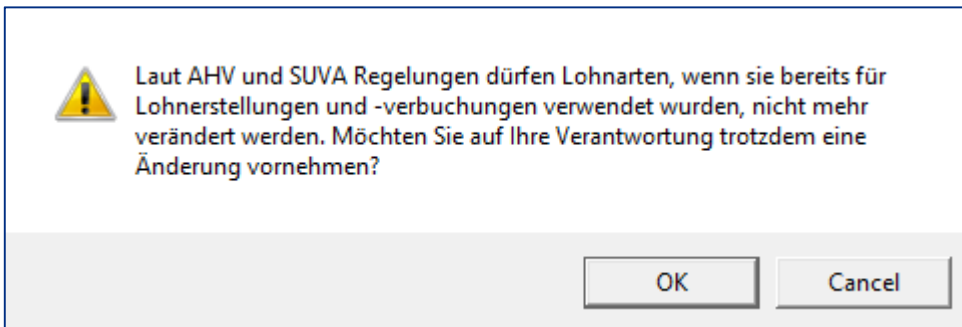 Laut AHV und SUVA Regelungen dürfen Lohnarten, wenn sie bereits für
Lohnerstellungen und -verbuchungen verwendet wurden, nicht mehr
verändert werden. Möchten Sie auf Ihre Verantwortung trotzdem eine
Änderung vornehmen?
OK
Cancel